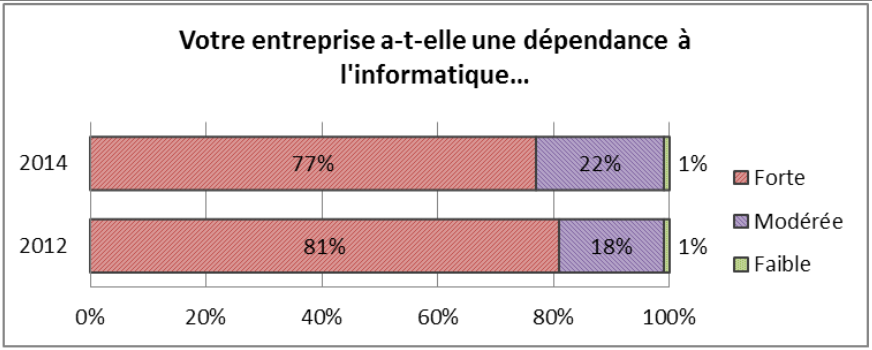 Votre entreprise a-t-elle une dépendance à
l'informatique...
2014 77% 22% 1%
2012 81% 18% 1%
0% 20% 40% 60% 80% 100%
Forte
Modérée
Faible